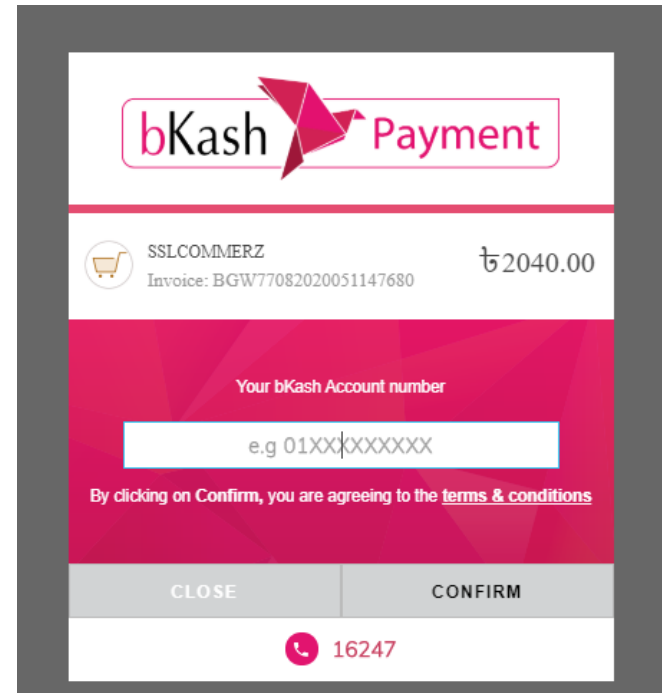 bKash Payment
SSLCOMMERZ
৳2040.00
Invoice: BGW77082020051147680
Your bKash Account number
e.g 01XXXXXXXXX
By clicking on Confirm, you are agreeing to the terms & conditions
CLOSE CONFIRM
16247